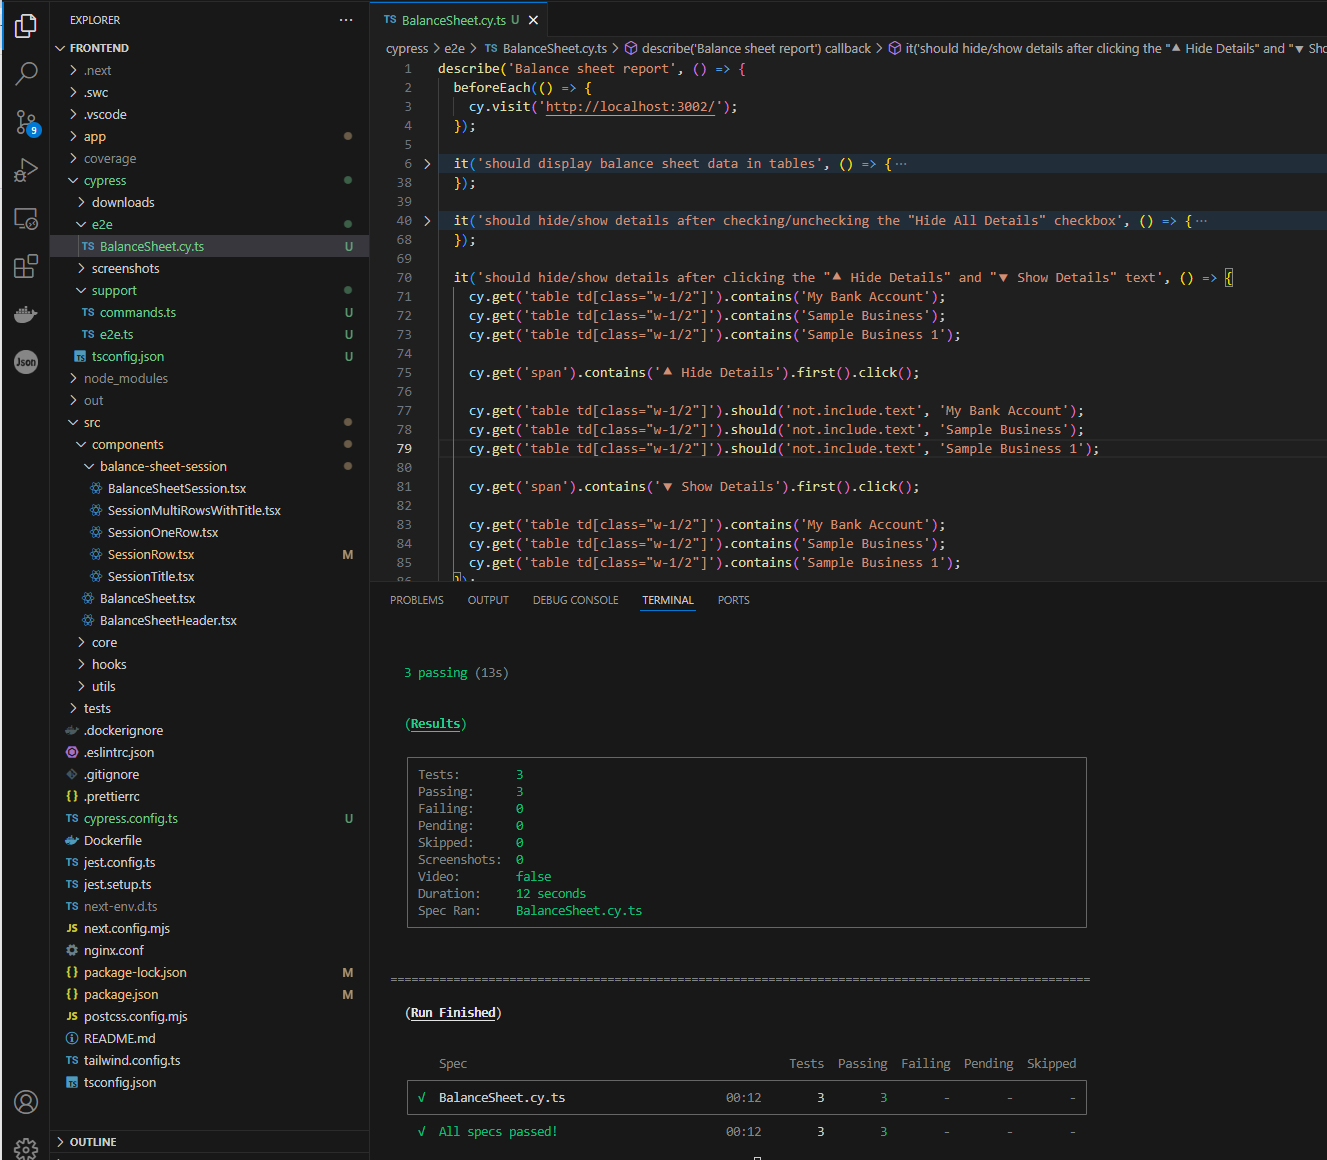 EXPLORER
···
FRONTEND
.next
.swc
.vscode
app
coverage
cypress
downloads
e2e
TS BalanceSheet.cy.ts U
screenshots
support
TS commands.ts U
TS e2e.ts U
TS tsconfig.json U
node_modules
out
src
components
balance-sheet-session
BalanceSheetSession.tsx
SessionMultiRowsWithTitle.tsx
SessionOneRow.tsx
SessionRow.tsx M
SessionTitle.tsx
BalanceSheet.tsx
BalanceSheetHeader.tsx
core
hooks
utils
tests
.dockerignore
.eslintrc.json
.gitignore
{} .prettierrc
TS cypress.config.ts U
Dockerfile
TS jest.config.ts
TS jest.setup.ts
TS next-env.d.ts
JS next.config.mjs
nginx.conf
{} package-lock.json M
{} package.json M
JS postcss.config.mjs
README.md
TS tailwind.config.ts
TS tsconfig.json
OUTLINE
9
Json
TS BalanceSheet.cy.ts U
cypress > e2e > TS BalanceSheet.cy.ts > describe('Balance sheet report') callback > it('should hide/show details after clicking the "▲ Hide Details" and "▼ Sho
1 describe('Balance sheet report', () => {
2 beforeEach(() => {
3 cy.visit('http://localhost:3002/');
4 });
5
6 it('should display balance sheet data in tables', () => {···
38 });
39
40 it('should hide/show details after checking/unchecking the "Hide All Details" checkbox', () => {···
68 });
69
70 it('should hide/show details after clicking the "▲ Hide Details" and "▼ Show Details" text', () => {
71 cy.get('table td[class="w-1/2"]').contains('My Bank Account');
72 cy.get('table td[class="w-1/2"]').contains('Sample Business');
73 cy.get('table td[class="w-1/2"]').contains('Sample Business 1');
74
75 cy.get('span').contains('▲ Hide Details').first().click();
76
77 cy.get('table td[class="w-1/2"]').should('not.include.text', 'My Bank Account');
78 cy.get('table td[class="w-1/2"]').should('not.include.text', 'Sample Business');
79 cy.get('table td[class="w-1/2"]').should('not.include.text', 'Sample Business 1');
80
81 cy.get('span').contains('▼ Show Details').first().click();
82
83 cy.get('table td[class="w-1/2"]').contains('My Bank Account');
84 cy.get('table td[class="w-1/2"]').contains('Sample Business');
85 cy.get('table td[class="w-1/2"]').contains('Sample Business 1');
86 });
PROBLEMS OUTPUT DEBUG CONSOLE TERMINAL PORTS
3 passing (13s)
(Results)
Tests: 3
Passing: 3
Failing: 0
Pending: 0
Skipped: 0
Screenshots: 0
Video: false
Duration: 12 seconds
Spec Ran: BalanceSheet.cy.ts
(Run Finished)
Spec Tests Passing Failing Pending Skipped
√ BalanceSheet.cy.ts 00:12 3 3 - - -
√ All specs passed! 00:12 3 3 - - -